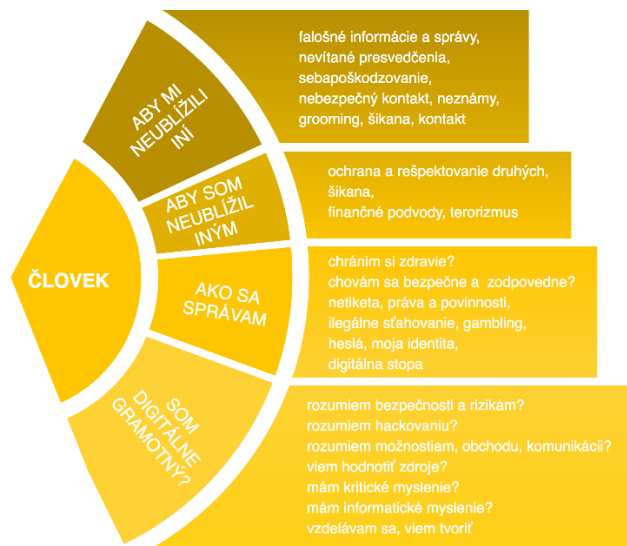 ČLOVEK
ABY MI
NEUBLÍŽILI
INÍ
falošné informácie a správy,
nevítané presvedčenia,
sebapoškodzovanie,
nebezpečný kontakt, neznámy,
grooming, šikana, kontakt
ABY SOM
NEUBLÍŽIL
INÝM
ochrana a rešpektovanie druhých,
šikana,
finančné podvody, terorizmus
AKO SA
SPRÁVAM
chránim si zdravie?
chovám sa bezpečne a zodpovedne?
netiketa, práva a povinnosti,
ilegálne sťahovanie, gambling,
heslá, moja identita,
digitálna stopa
SOM
DIGITÁLNE
GRAMOTNÝ?
rozumiem bezpečnosti a rizikám?
rozumiem hackovaniu?
rozumiem možnostiam, obchodu, komunikácii?
viem hodnotiť zdroje?
mám kritické myslenie?
mám informatické myslenie?
vzdelávam sa, viem tvoriť